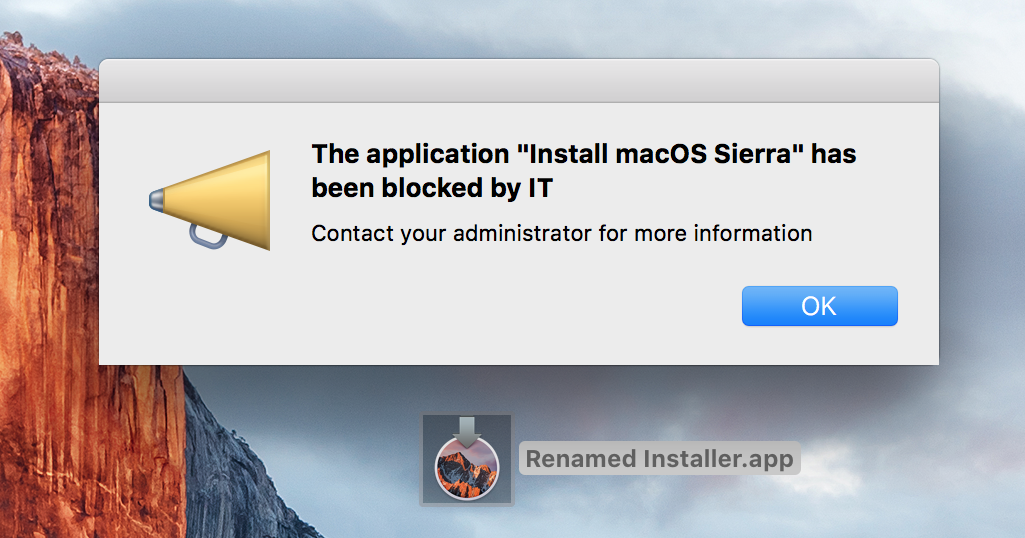 The application "Install macOS Sierra" has
been blocked by IT
Contact your administrator for more information
OK
Renamed Installer.app